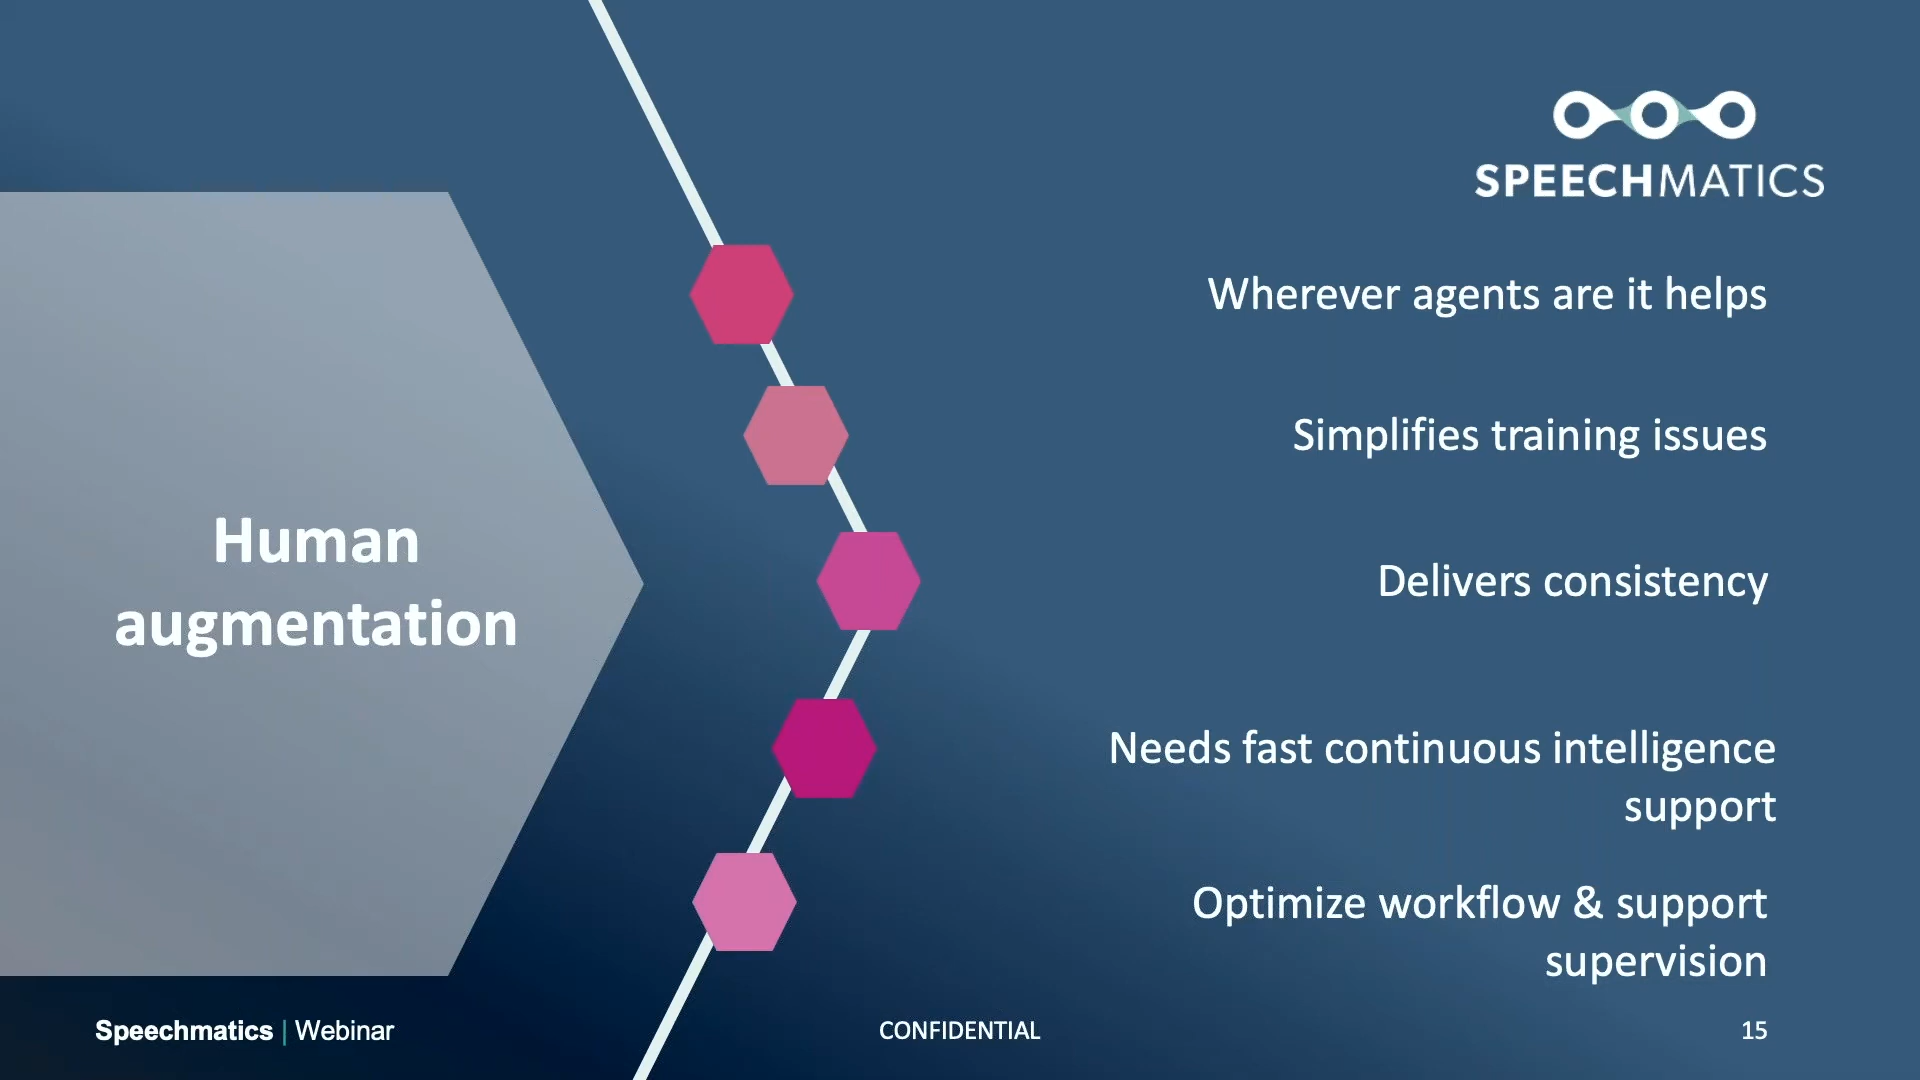 SPEECHMATICS
Human
augmentation
Wherever agents are it helps
Simplifies training issues
Delivers consistency
Needs fast continuous intelligence
support
Optimize workflow & support
supervision
Speechmatics | Webinar
CONFIDENTIAL
15